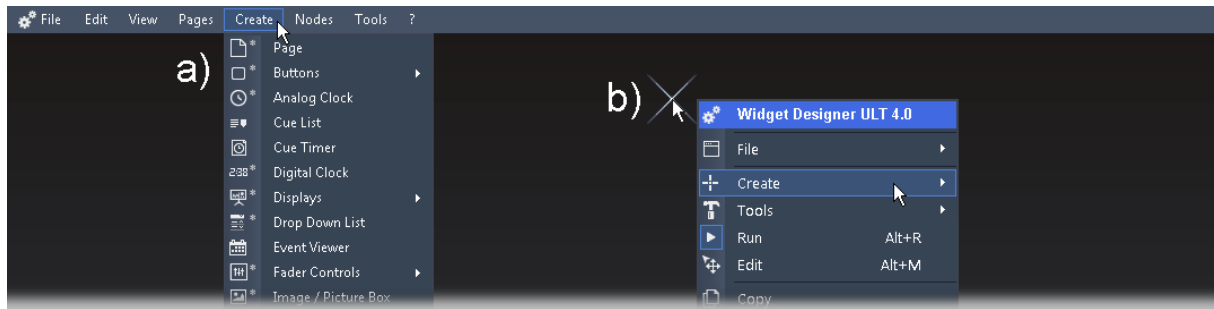 File Edit View Pages Create Nodes Tools ?
a)
Page
Buttons
Analog Clock
Cue List
Cue Timer
Digital Clock
Displays
Drop Down List
Event Viewer
Fader Controls
Image / Picture Box
b)
Widget Designer ULT 4.0
File
Create
Tools
Run Alt+R
Edit Alt+M
Copy